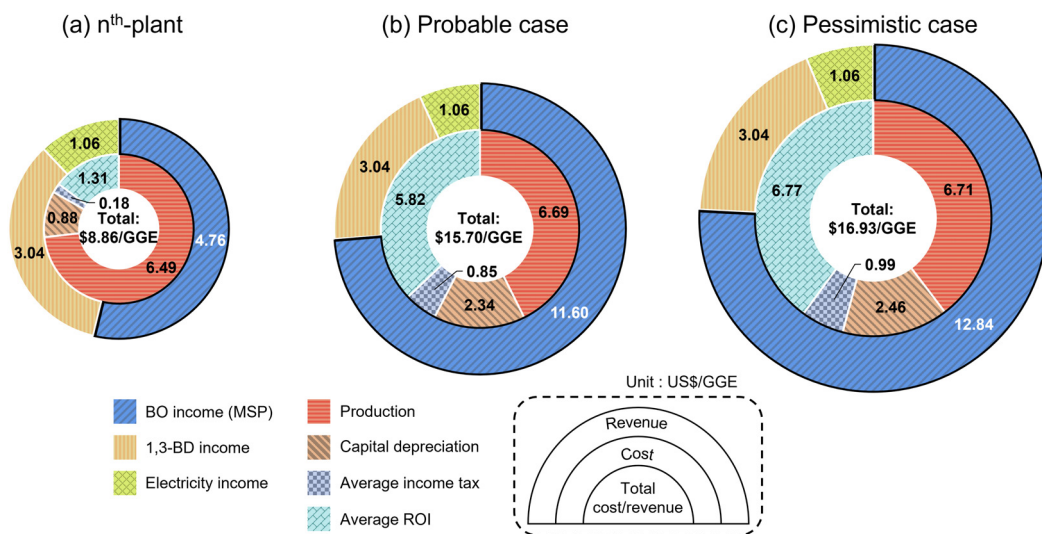 (a) nth-plant
(b) Probable case
(c) Pessimistic case
1.06
1.31
0.18
0.88
Total:
$8.86/GGE
4.76
3.04
6.49
1.06
3.04
5.82
6.69
Total:
$15.70/GGE
0.85
2.34
11.60
1.06
3.04
6.77
6.71
Total:
$16.93/GGE
0.99
2.46
12.84
BO income (MSP)
1,3-BD income
Electricity income
Production
Capital depreciation
Average income tax
Average ROI
Unit : US$/GGE
Revenue
Cost
Total
cost/revenue